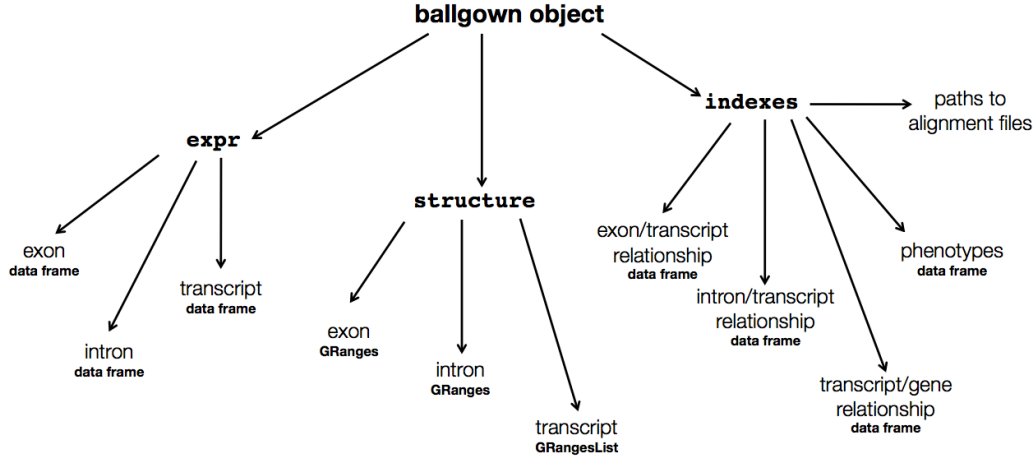 ballgown object
expr
exon
data frame
intron
data frame
transcript
data frame
structure
exon
GRanges
intron
GRanges
transcript
GRangesList
indexes
exon/transcript
relationship
data frame
intron/transcript
relationship
data frame
transcript/gene
relationship
data frame
phenotypes
data frame
paths to
alignment files